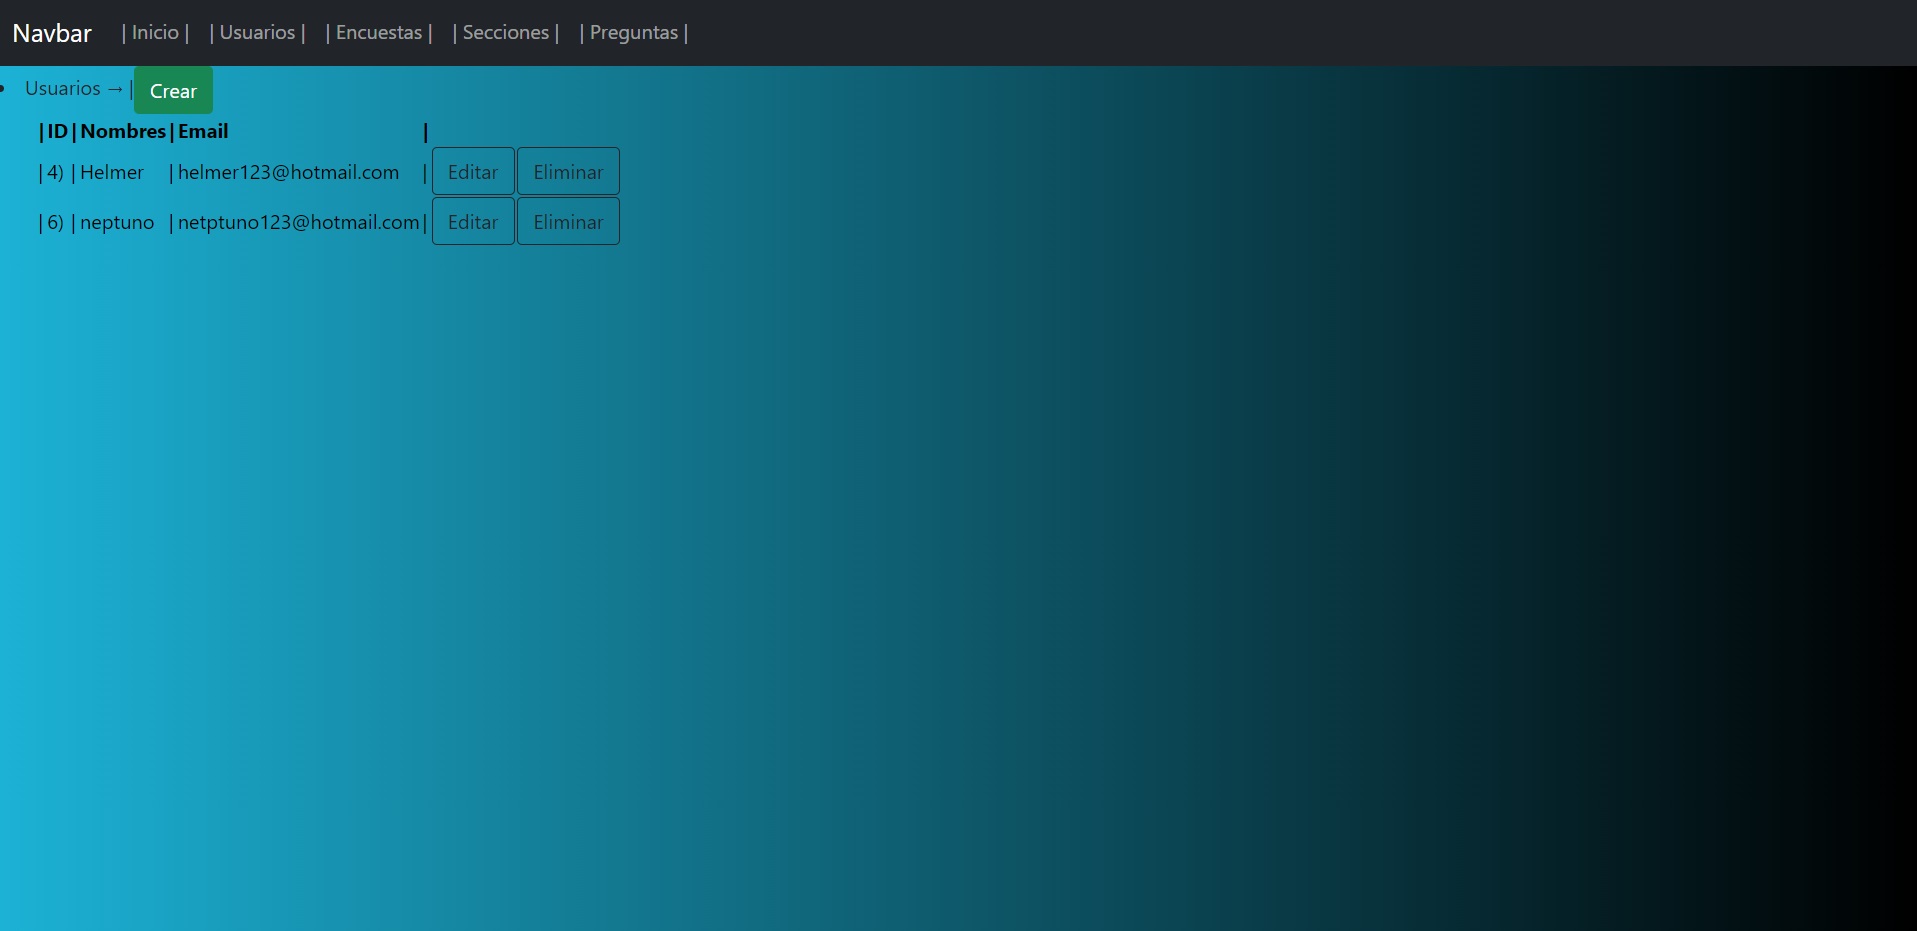 Navbar | Inicio | | Usuarios | | Encuestas | | Secciones | | Preguntas |
Usuarios → | Crear
| ID | Nombres | Email |
| 4) | Helmer | helmer123@hotmail.com | Editar Eliminar
| 6) | neptuno | netptuno123@hotmail.com | Editar Eliminar